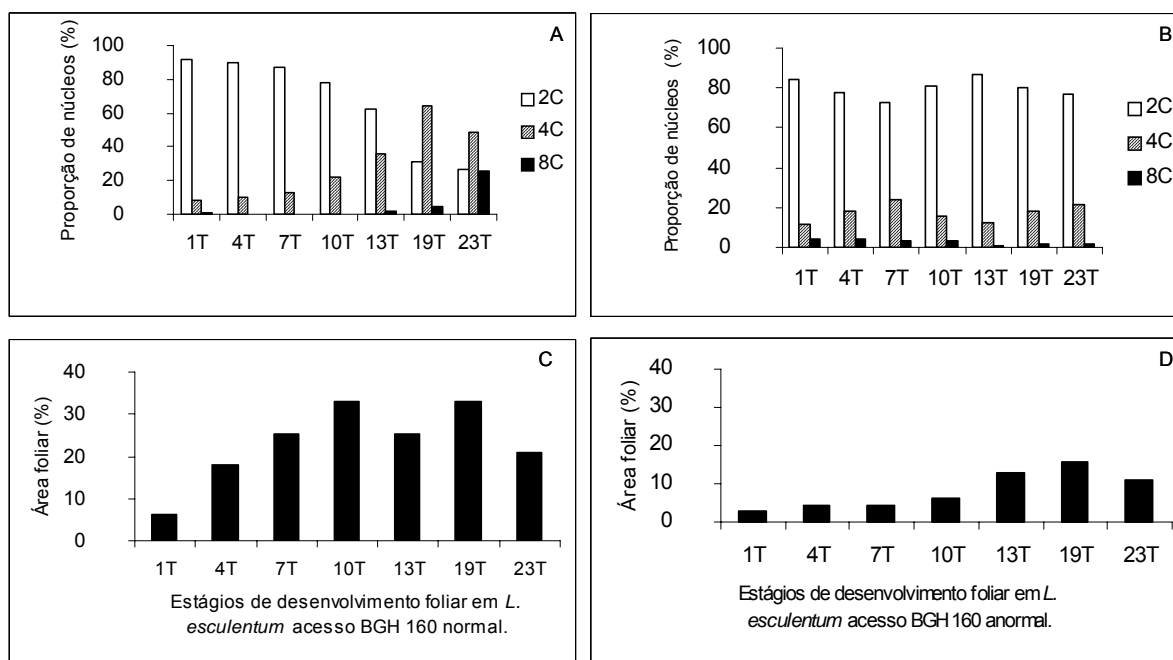 A
Proporção de núcleos (%)
100
80
60
40
20
0
1T 4T 7T 10T 13T 19T 23T
2C
4C
8C
B
Proporção de núcleos (%)
100
80
60
40
20
0
1T 4T 7T 10T 13T 19T 23T
2C
4C
8C
C
Área foliar (%)
40
30
20
10
0
1T 4T 7T 10T 13T 19T 23T
Estágios de desenvolvimento foliar em L.
esculentum acesso BGH 160 normal.
D
Área foliar (%)
40
30
20
10
0
1T 4T 7T 10T 13T 19T 23T
Estágios de desenvolvimento foliar em L.
esculentum acesso BGH 160 anormal.